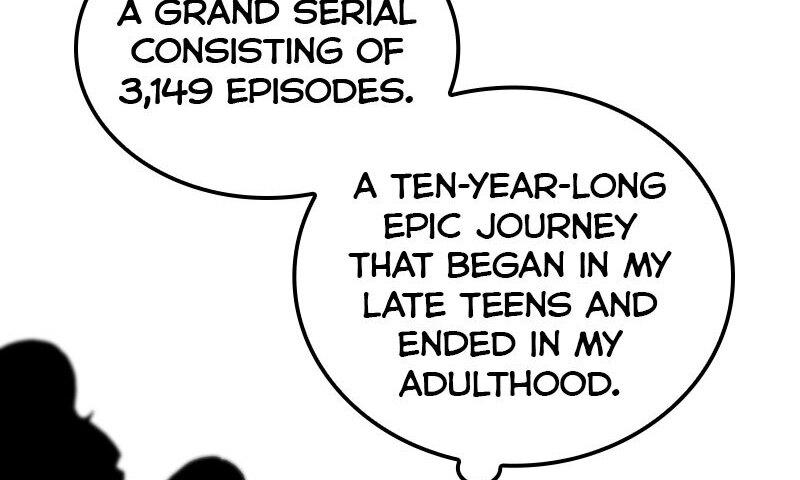 A GRAND SERIAL
CONSISTING OF
3,149 EPISODES.
A TEN-YEAR-LONG
EPIC JOURNEY
THAT BEGAN IN MY
LATE TEENS AND
ENDED IN MY
ADULTHOOD.